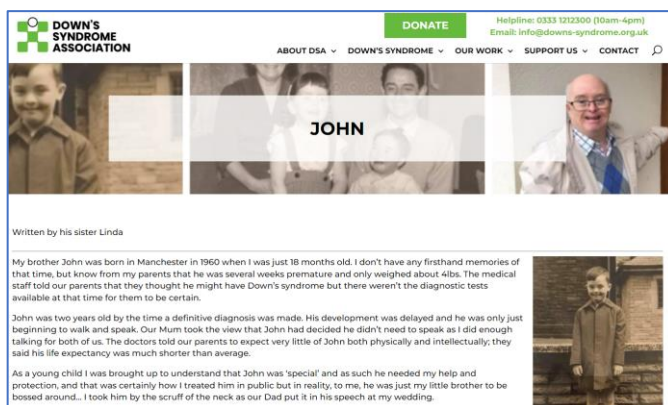 DOWN'S
SYNDROME
ASSOCIATION
DONATE
Helpline: 0333 1212300 (10am-4pm)
Email: info@downs-syndrome.org.uk
ABOUT DSA
DOWN'S SYNDROME
OUR WORK
SUPPORT US
CONTACT
JOHN
Written by his sister Linda
My brother John was born in Manchester in 1960 when I was just 18 months old. I don't have any firsthand memories of
that time, but know from my parents that he was several weeks premature and only weighed about 4lbs. The medical
staff told our parents that they thought he might have Down's syndrome but there weren't the diagnostic tests
available at that time for them to be certain.
John was two years old by the time a definitive diagnosis was made. His development was delayed and he was only just
beginning to walk and speak. Our Mum took the view that John had decided he didn't need to speak as I did enough
talking for both of us. The doctors told our parents to expect very little of John both physically and intellectually; they
said his life expectancy was much shorter than average.
As a young child I was brought up to understand that John was 'special' and as such he needed my help and
protection, and that was certainly how I treated him in public but in reality, to me, he was just my little brother to be
bossed around... I took him by the scruff of the neck as our Dad put it in his speech at my wedding.